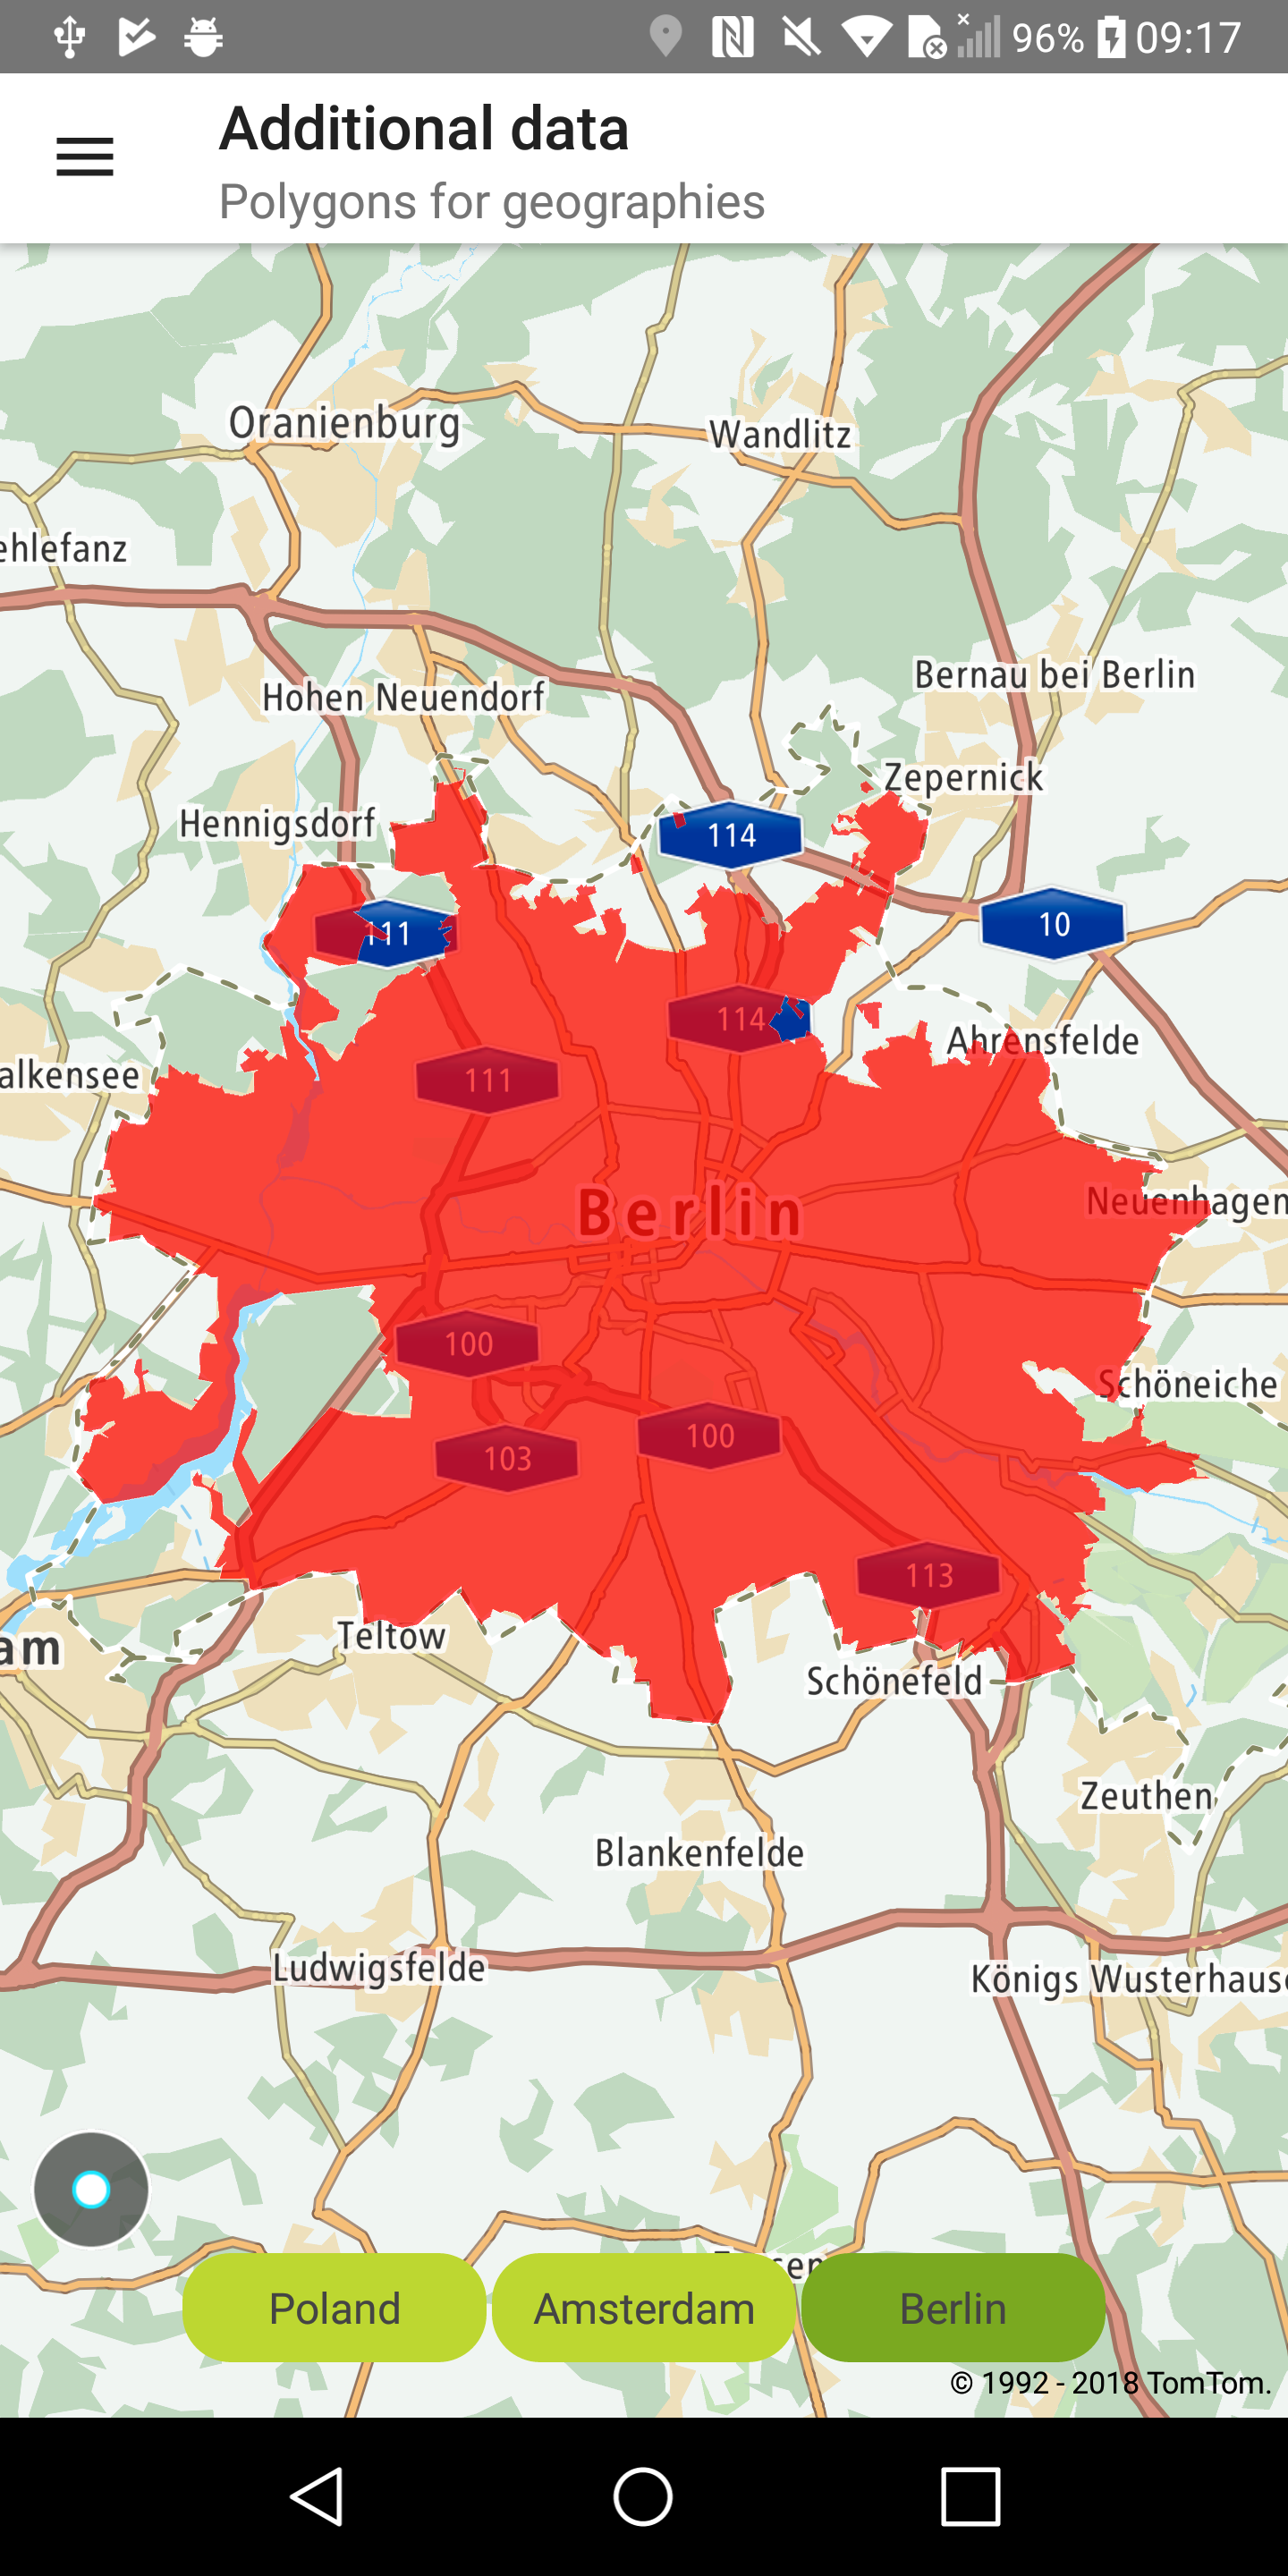 96% 09:17
Additional data
Polygons for geographies
Oranienburg
Wandlitz
ehlefanz
Bernau bei Berlin
Hohen Neuendorf
Zepernick
Hennigsdorf
114
10
111
114
Ahrensfelde
alkensee
111
Neuenhagen
Berlin
100
Schöneiche
100
103
113
Teltow
am
Schönefeld
Zeuthen
Blankenfelde
Ludwigsfelde
Königs Wusterhaus
Poland
Amsterdam
Berlin
© 1992 - 2018 TomTom.